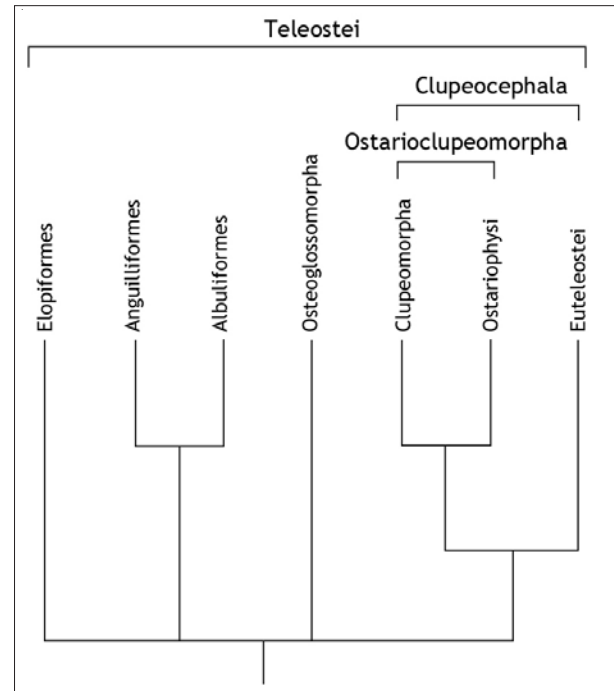 Teleostei
Clupeocephala
Ostarioclupeomorpha
Elopiformes
Anguilliformes
Albuliformes
Osteoglossomorpha
Clupeomorpha
Ostariophysi
Euteleostei